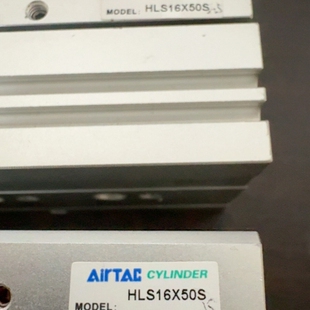 MODEL: HLS16X50S
AirTAC CYLINDER
HLS16X50S
MODEL: